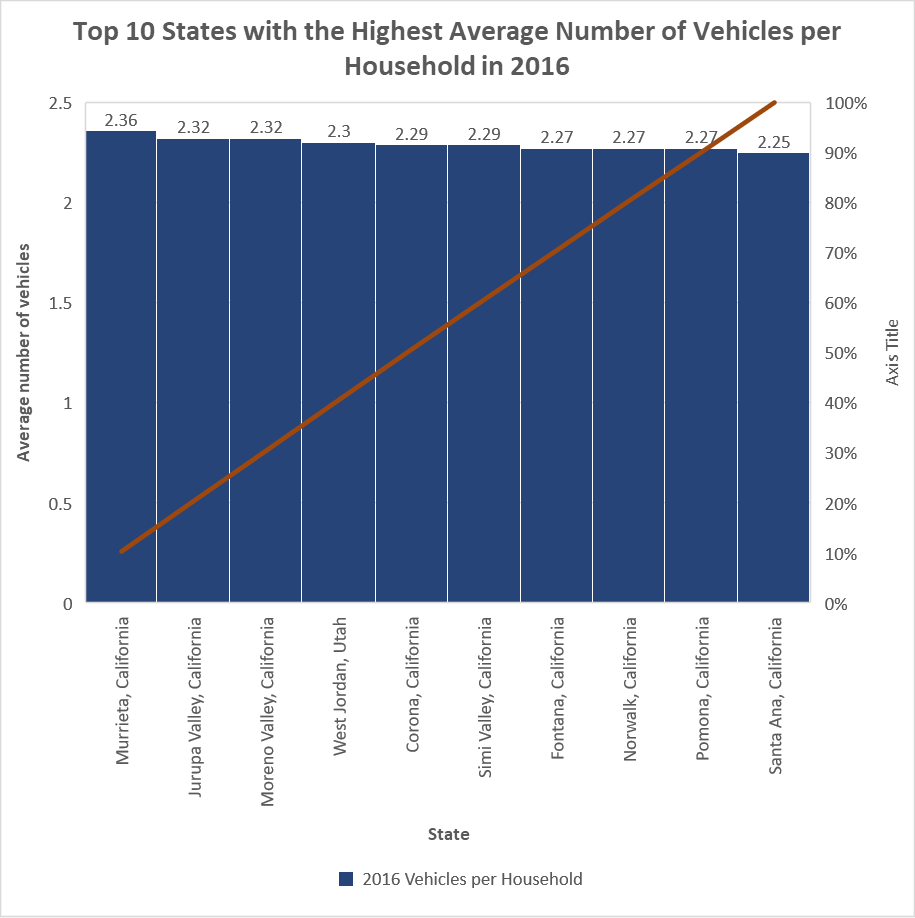 Top 10 States with the Highest Average Number of Vehicles per
Household in 2016
2.5
2
1.5
1
0.5
0
Average number of vehicles
2.36
2.32
2.32
2.3
2.29
2.29
2.27
2.27
2.27
2.25
100%
90%
80%
70%
60%
50%
40%
30%
20%
10%
0%
Axis Title
Murrieta, California
Jurupa Valley, California
Moreno Valley, California
West Jordan, Utah
Corona, California
Simi Valley, California
Fontana, California
Norwalk, California
Pomona, California
Santa Ana, California
State
2016 Vehicles per Household